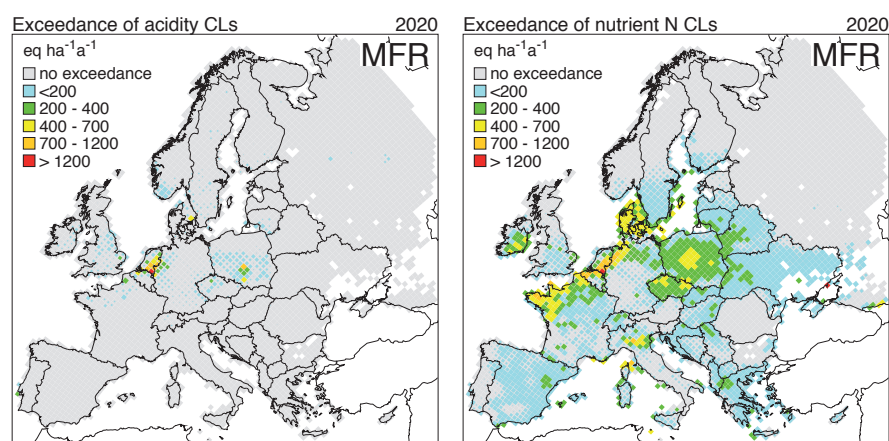 Exceedance of acidity CLs 2020
eq ha⁻¹a⁻¹
MFR
no exceedance
<200
200 - 400
400 - 700
700 - 1200
> 1200
Exceedance of nutrient N CLs 2020
eq ha⁻¹a⁻¹
MFR
no exceedance
<200
200 - 400
400 - 700
700 - 1200
> 1200